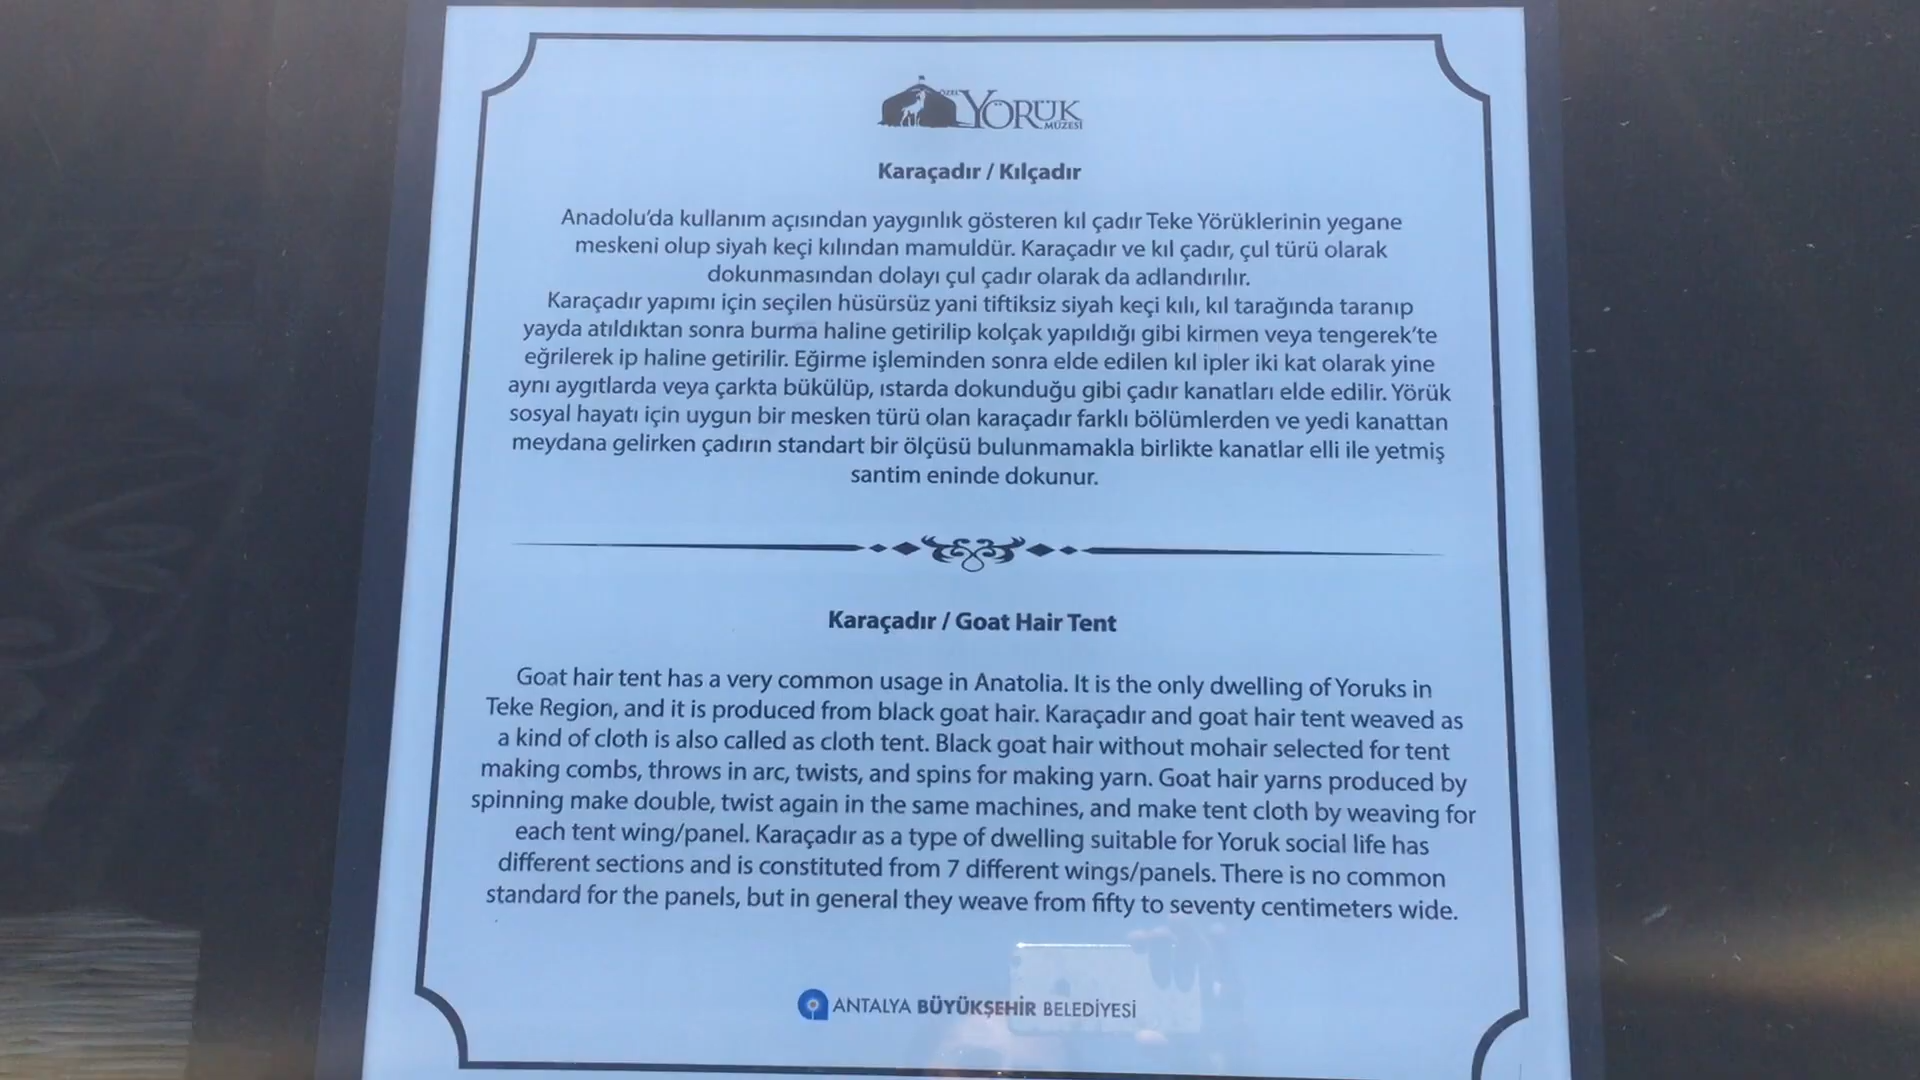 ÖZEL YÖRÜK
MÜZESİ
Karaçadır / Kılçadır
Anadolu'da kullanım açısından yaygınlık gösteren kıl çadır Teke Yörüklerinin yegane
meskeni olup siyah keçi kılından mamuldür. Karaçadır ve kıl çadır, çul türü olarak
dokunmasından dolayı çul çadır olarak da adlandırılır.
Karaçadır yapımı için seçilen hüsürsüz yani tiftiksiz siyah keçi kılı, kıl tarağında taranıp
yayda atıldıktan sonra burma haline getirilip kolçak yapıldığı gibi kirmen veya tengerek'te
eğrilerek ip haline getirilir. Eğirme işleminden sonra elde edilen kıl ipler iki kat olarak yine
aynı aygıtlarda veya çarkta bükülüp, ıstarda dokunduğu gibi çadır kanatları elde edilir. Yörük
sosyal hayatı için uygun bir mesken türü olan karaçadır farklı bölümlerden ve yedi kanattan
meydana gelirken çadırın standart bir ölçüsü bulunmamakla birlikte kanatlar elli ile yetmiş
santim eninde dokunur.
Karaçadır / Goat Hair Tent
Goat hair tent has a very common usage in Anatolia. It is the only dwelling of Yoruks in
Teke Region, and it is produced from black goat hair. Karaçadır and goat hair tent weaved as
a kind of cloth is also called as cloth tent. Black goat hair without mohair selected for tent
making combs, throws in arc, twists, and spins for making yarn. Goat hair yarns produced by
spinning make double, twist again in the same machines, and make tent cloth by weaving for
each tent wing/panel. Karaçadır as a type of dwelling suitable for Yoruk social life has
different sections and is constituted from 7 different wings/panels. There is no common
standard for the panels, but in general they weave from fifty to seventy centimeters wide.
ANTALYA BÜYÜKŞEHİR BELEDİYESİ